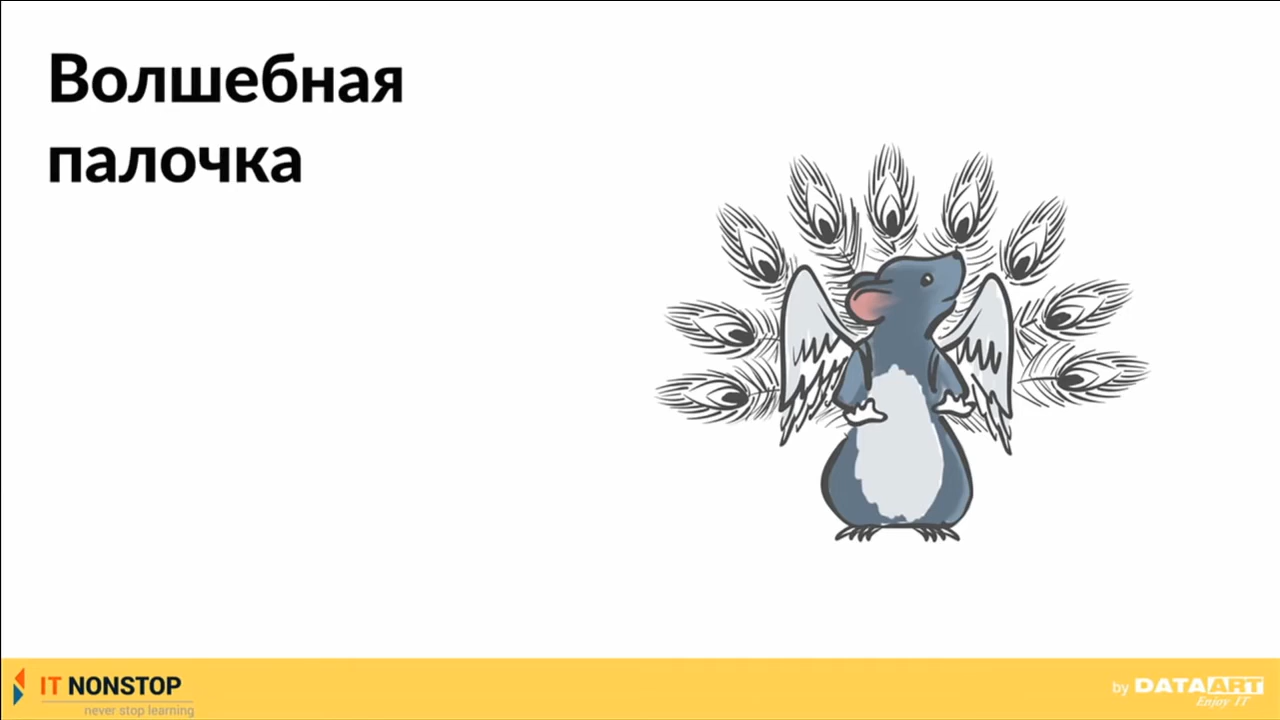 Волшебная
палочка
IT NONSTOP
never stop learning
by DATAART
Enjoy IT